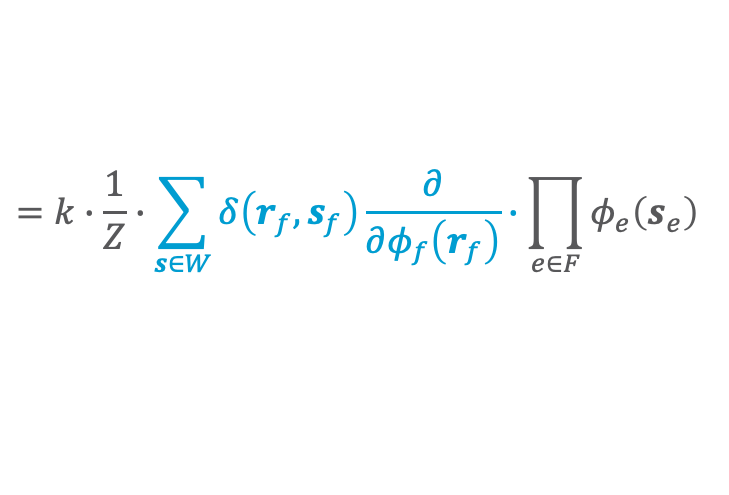 = k · 1/Z · ∑_{s∈W} δ(r_f, s_f) ∂/∂ϕ_f(r_f) · ∏_{e∈F} ϕ_e(s_e)